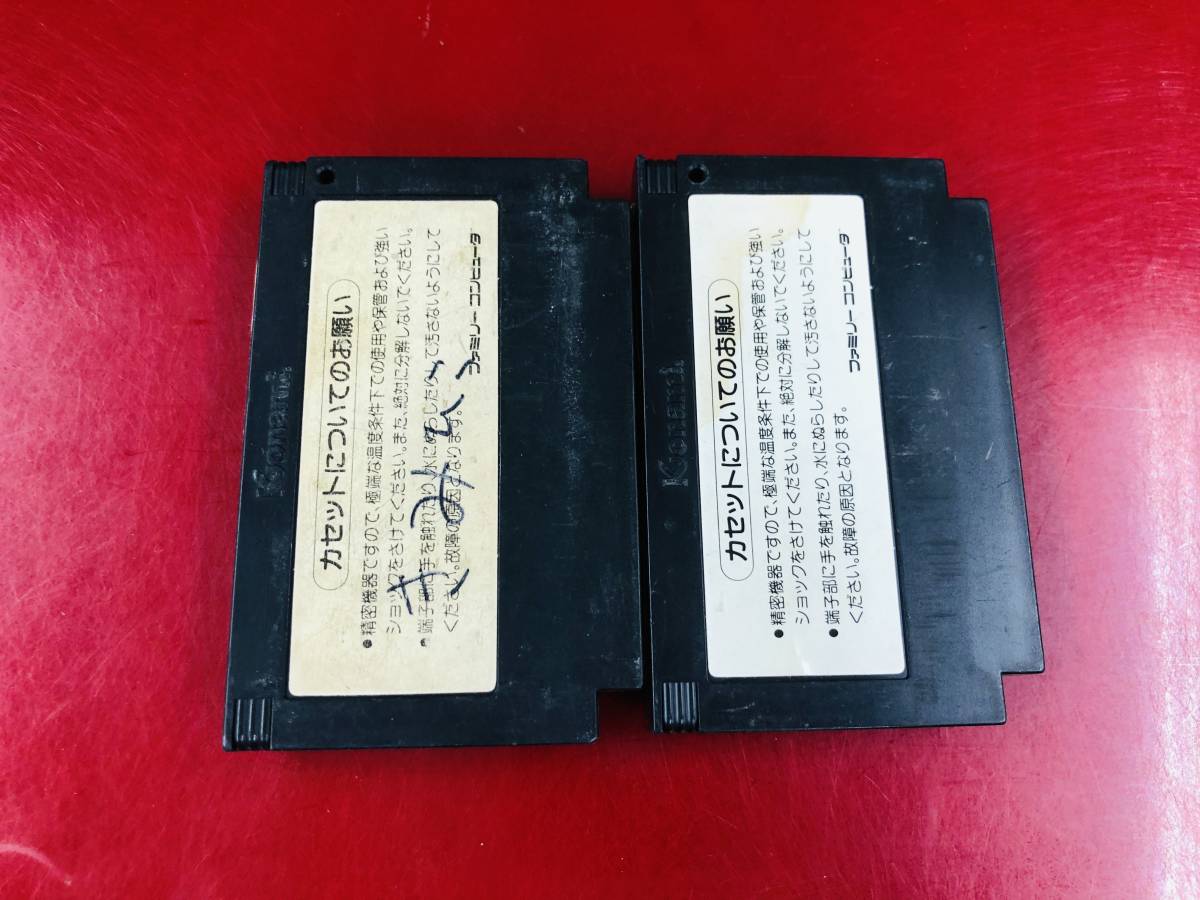 Konami
カセットについてのお願い
●精密機器ですので、極端な温度条件下での使用や保管および強い
ショックをさけてください。また、絶対に分解しないでください。
●端子部に手を触れたり、水にぬらしたりして汚さないようにして
ください。故障の原因となります。
ファミリーコンピュータ
Konami
カセットについてのお願い
●精密機器ですので、極端な温度条件下での使用や保管および強い
ショックをさけてください。また、絶対に分解しないでください。
●端子部に手を触れたり、水にぬらしたりして汚さないようにして
ください。故障の原因となります。
ファミリーコンピュータ